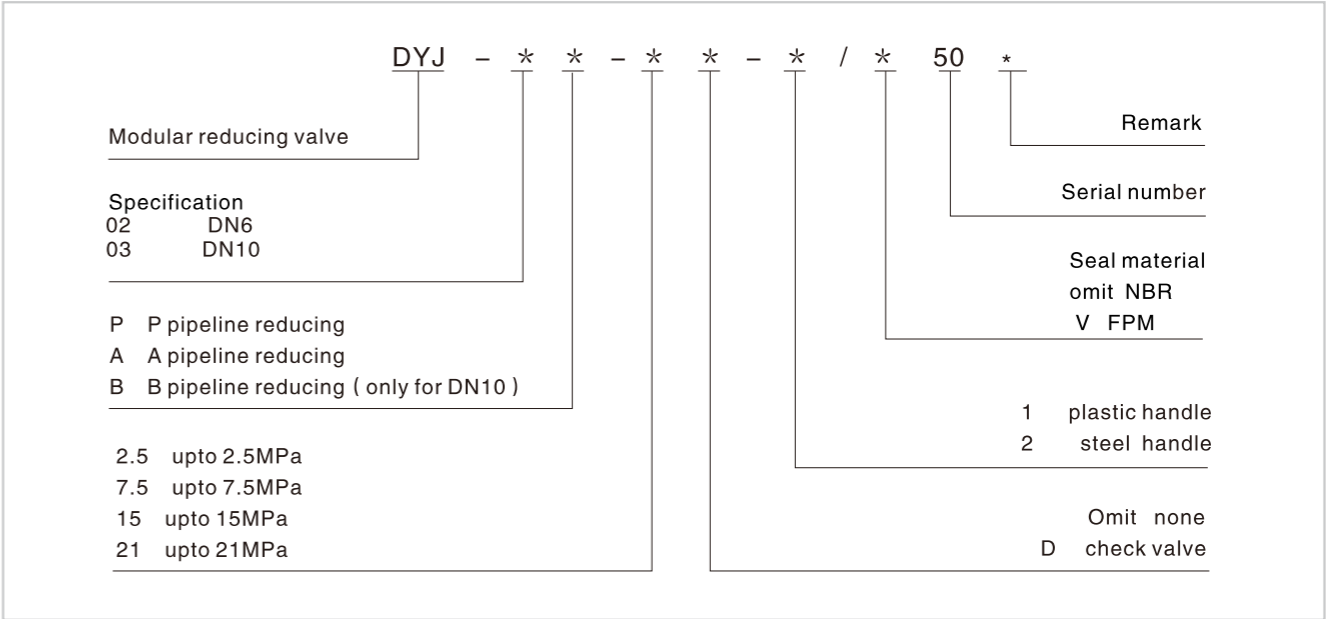 DYJ - * * - * * - * / * 50 *
Modular reducing valve
Specification
02 DN6
03 DN10
P P pipeline reducing
A A pipeline reducing
B B pipeline reducing ( only for DN10 )
2.5 upto 2.5MPa
7.5 upto 7.5MPa
15 upto 15MPa
21 upto 21MPa
Remark
Serial number
Seal material
omit NBR
V FPM
1 plastic handle
2 steel handle
Omit none
D check valve